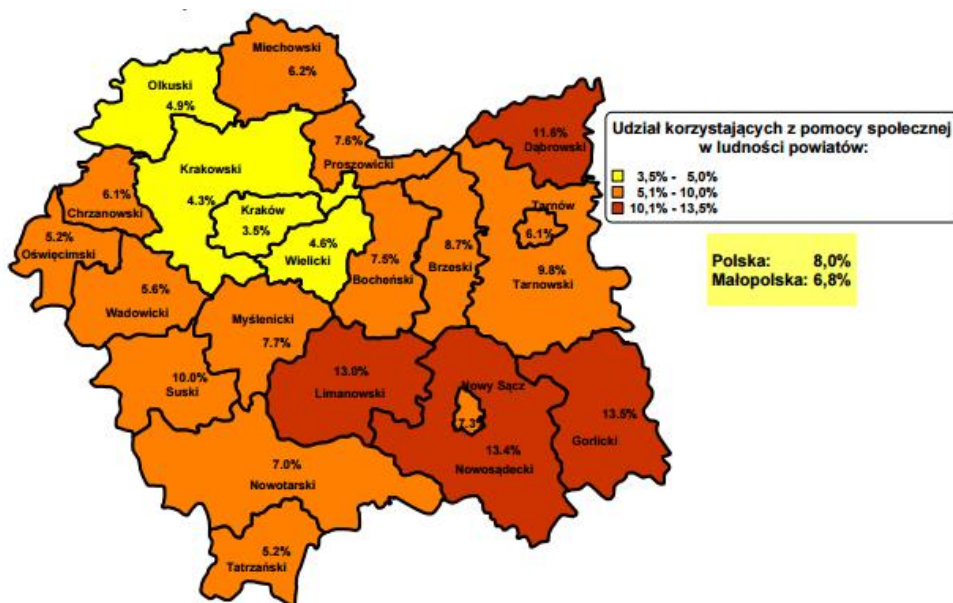 Miechowski
6.2%
Olkuski
4.9%
7.6%
Proszowicki
11.6%
Dąbrowski
Udział korzystających z pomocy społecznej
w ludności powiatów:
3,5% - 5,0%
5,1% - 10,0%
10,1% - 13,5%
Krakowski
4.3%
6.1%
Chrzanowski
Kraków
3.5%
Tarnów
6.1%
5.2%
Oświęcimski
4.6%
Wielicki
7.5%
Bocheński
8.7%
Brzeski
9.8%
Tarnowski
Polska: 8,0%
Małopolska: 6,8%
5.6%
Wadowicki
Myślenicki
7.7%
10.0%
Suski
13.0%
Limanowski
Nowy Sącz
7.3%
13.5%
Gorlicki
13.4%
Nowosądecki
7.0%
Nowotarski
5.2%
Tatrzański